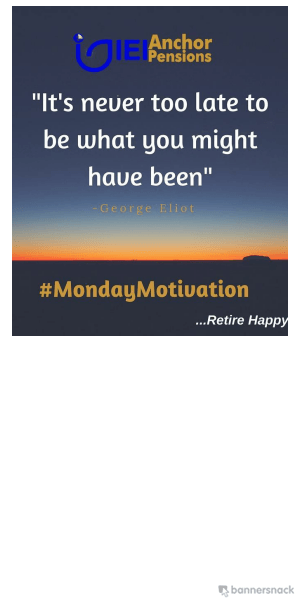 IEI Anchor
Pensions
"It's never too late to
be what you might
have been"
-George Eliot
#MondayMotivation
...Retire Happy
bannersnack